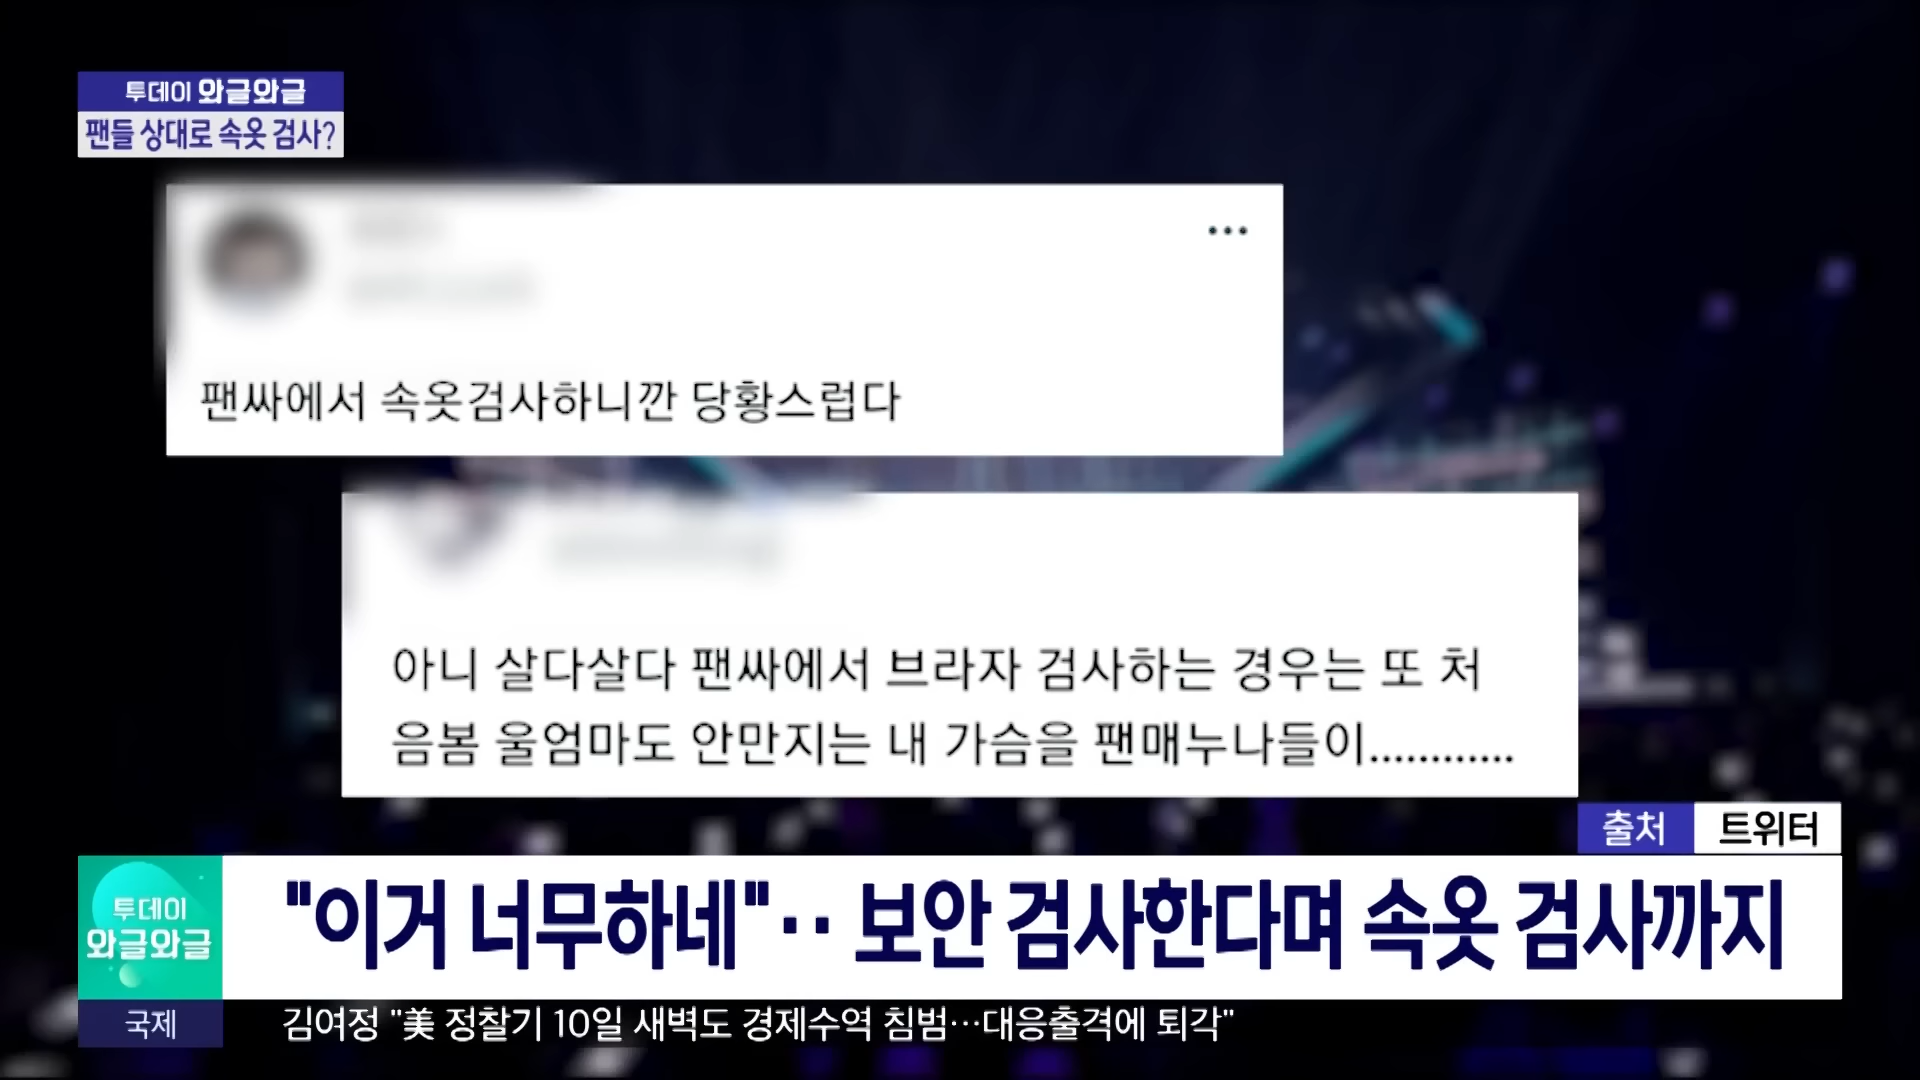 투데이 와글와글
팬들 상대로 속옷 검사?
...
팬싸에서 속옷검사하니깐 당황스럽다
아니 살다살다 팬싸에서 브라자 검사하는 경우는 또 처
음봄 울엄마도 안만지는 내 가슴을 팬매누나들이............
출처 트위터
투데이
와글와글
"이거 너무하네"‥ 보안 검사한다며 속옷 검사까지
국제
김여정 "美 정찰기 10일 새벽도 경제수역 침범…대응출격에 퇴각"